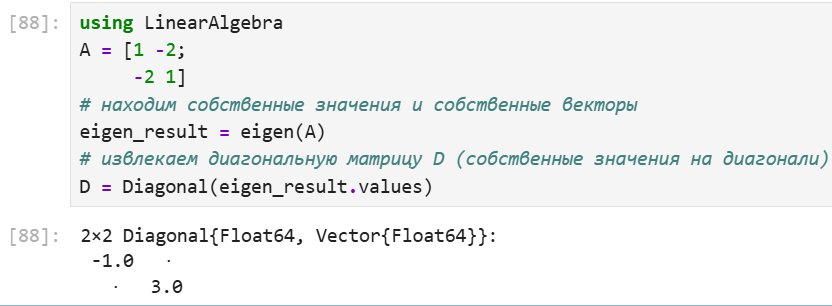 [88]: using LinearAlgebra
A = [1 -2;
-2 1]
# находим собственные значения и собственные векторы
eigen_result = eigen(A)
# извлекаем диагональную матрицу D (собственные значения на диагонали)
D = Diagonal(eigen_result.values)
[88]: 2×2 Diagonal{Float64, Vector{Float64}}:
-1.0 ⋅
⋅ 3.0